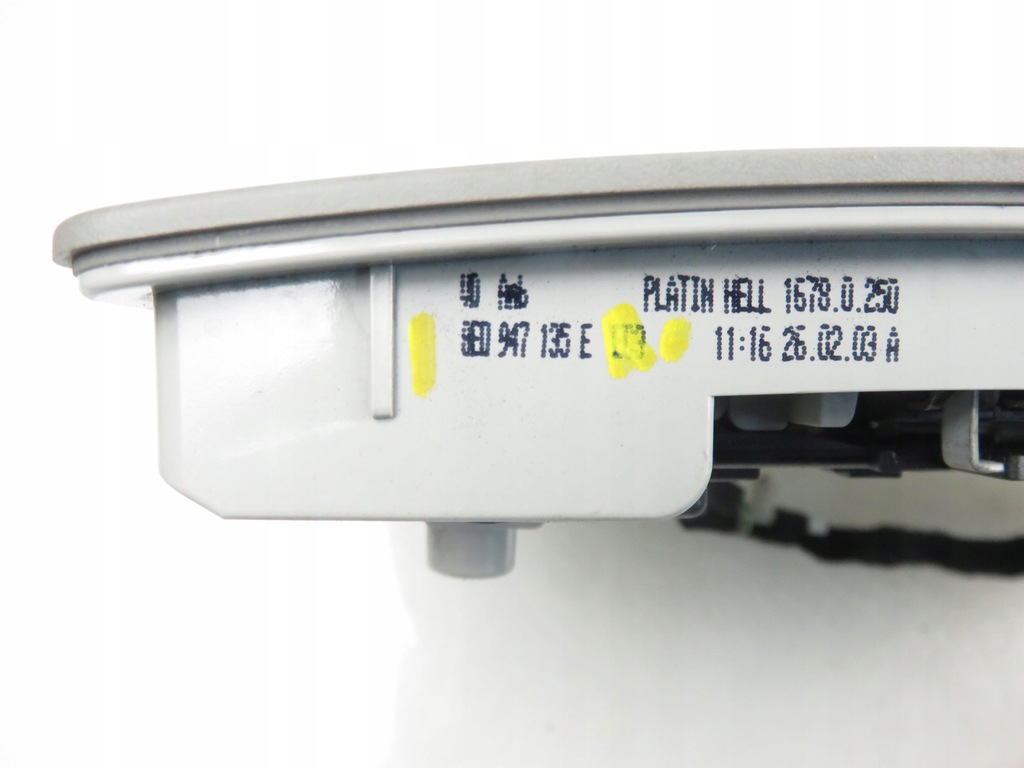 PLATIN HELL 1678.0.250
8E0 947 135 E
11:16 26.02.03 A